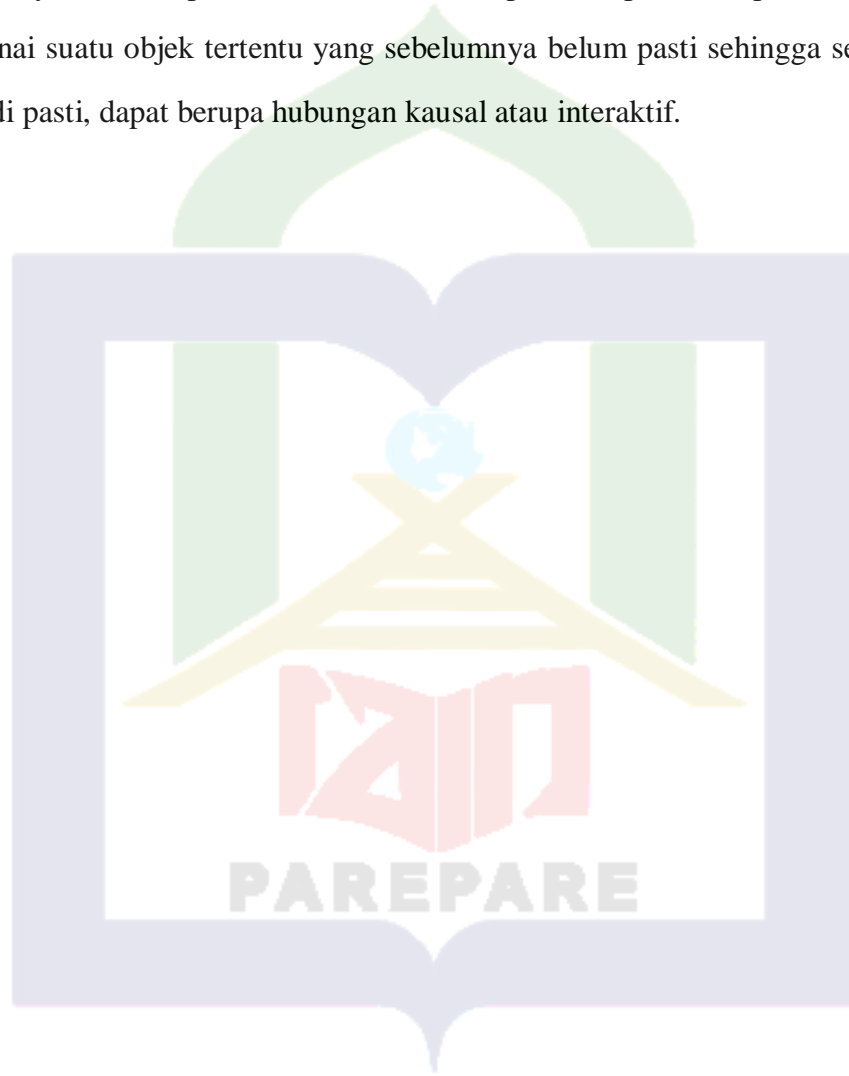 nai suatu objek tertentu yang sebelumnya belum pasti sehingga se
di pasti, dapat berupa hubungan kausal atau interaktif.
PAREPARE